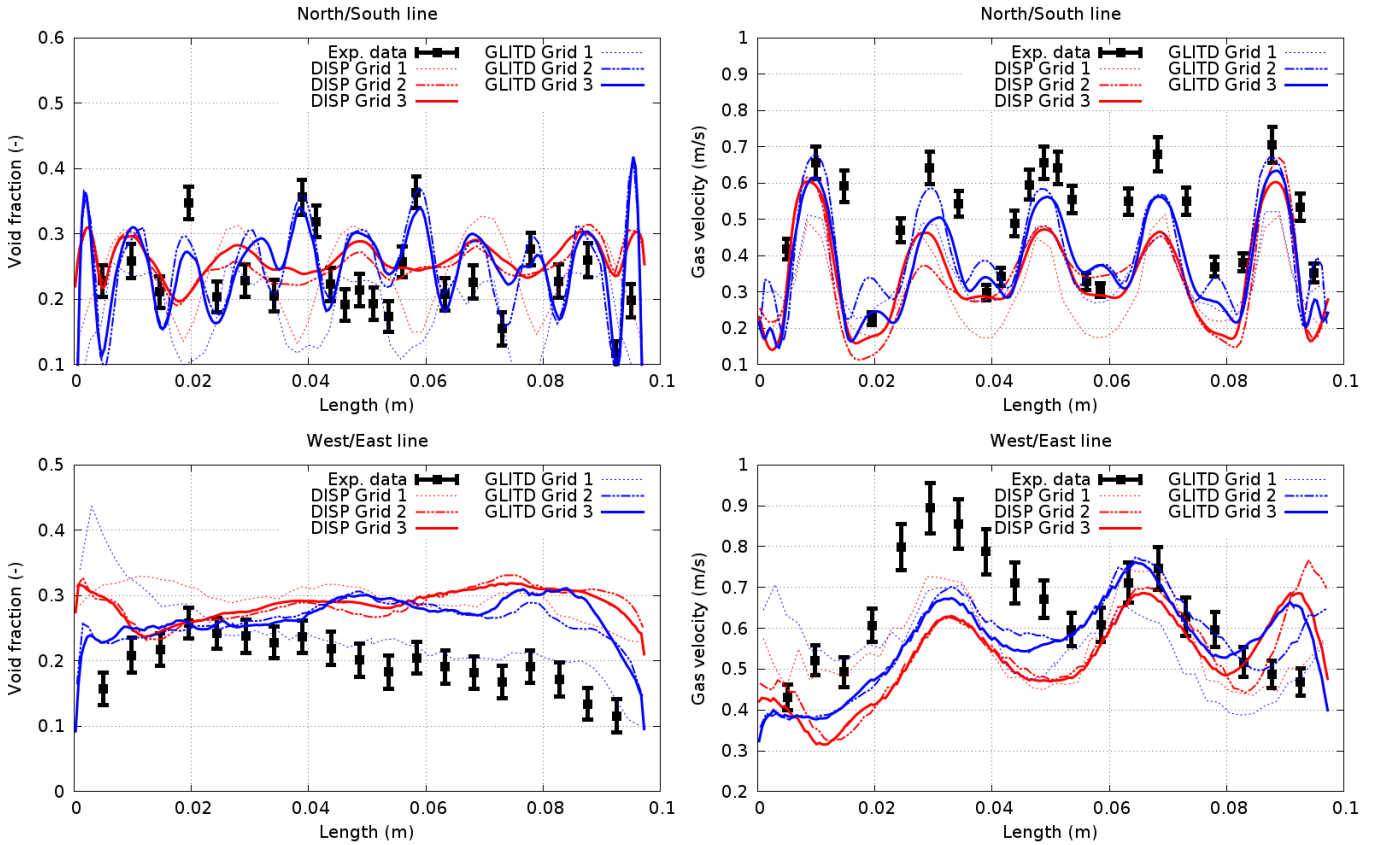 North/South line
Void fraction (-)
0.6
0.5
0.4
0.3
0.2
0.1
Exp. data
DISP Grid 1
DISP Grid 2
DISP Grid 3
GLITD Grid 1
GLITD Grid 2
GLITD Grid 3
0 0.02 0.04 0.06 0.08 0.1
Length (m)
North/South line
Gas velocity (m/s)
1
0.9
0.8
0.7
0.6
0.5
0.4
0.3
0.2
0.1
Exp. data
DISP Grid 1
DISP Grid 2
DISP Grid 3
GLITD Grid 1
GLITD Grid 2
GLITD Grid 3
0 0.02 0.04 0.06 0.08 0.1
Length (m)
West/East line
Void fraction (-)
0.5
0.4
0.3
0.2
0.1
0
Exp. data
DISP Grid 1
DISP Grid 2
DISP Grid 3
GLITD Grid 1
GLITD Grid 2
GLITD Grid 3
0 0.02 0.04 0.06 0.08 0.1
Length (m)
West/East line
Gas velocity (m/s)
1
0.9
0.8
0.7
0.6
0.5
0.4
0.3
0.2
Exp. data
DISP Grid 1
DISP Grid 2
DISP Grid 3
GLITD Grid 1
GLITD Grid 2
GLITD Grid 3
0 0.02 0.04 0.06 0.08 0.1
Length (m)